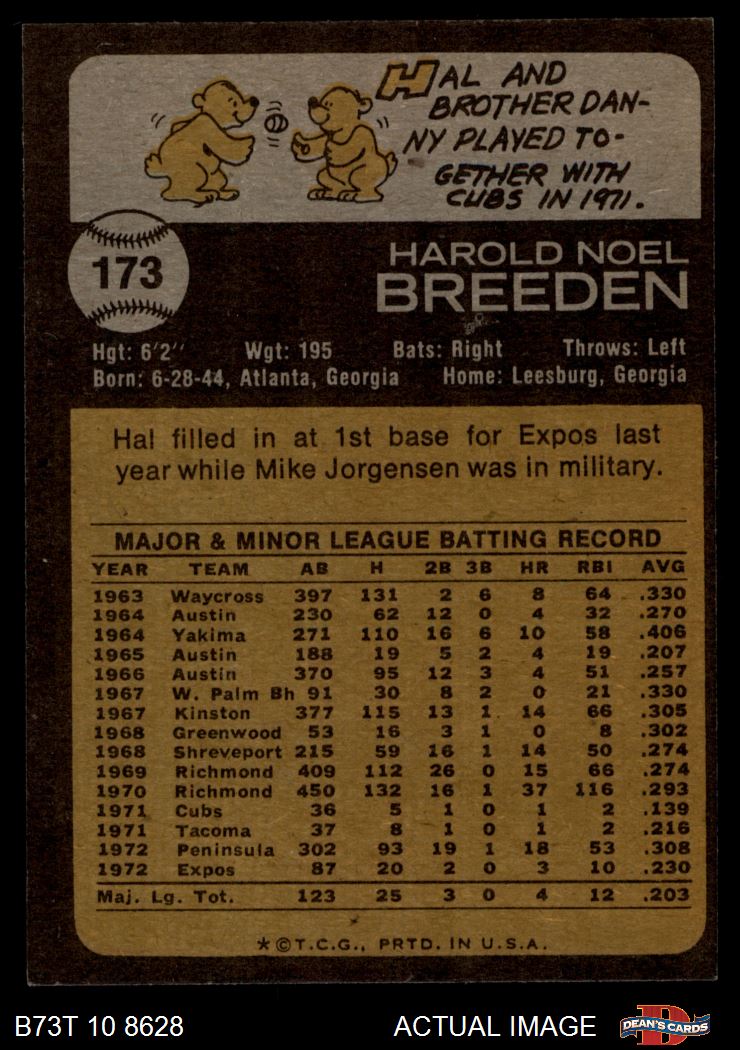 HAL AND
BROTHER DAN-
NY PLAYED TO-
GETHER WITH
CUBS IN 1971.
173
HAROLD NOEL
BREEDEN
Hgt: 6'2" Wgt: 195 Bats: Right Throws: Left
Born: 6-28-44, Atlanta, Georgia Home: Leesburg, Georgia
Hal filled in at 1st base for Expos last
year while Mike Jorgensen was in military.
MAJOR & MINOR LEAGUE BATTING RECORD
YEAR TEAM AB H 2B 3B HR RBI AVG
1963 Waycross 397 131 2 6 8 64 .330
1964 Austin 230 62 12 0 4 32 .270
1964 Yakima 271 110 16 6 10 58 .406
1965 Austin 188 19 5 2 4 19 .207
1966 Austin 370 95 12 3 4 51 .257
1967 W. Palm Bh 91 30 8 2 0 21 .330
1967 Kinston 377 115 13 1 14 66 .305
1968 Greenwood 53 16 3 1 0 8 .302
1968 Shreveport 215 59 16 1 14 50 .274
1969 Richmond 409 112 26 0 15 66 .274
1970 Richmond 450 132 16 1 37 116 .293
1971 Cubs 36 5 1 0 1 2 .139
1971 Tacoma 37 8 1 0 1 2 .216
1972 Peninsula 302 93 19 1 18 53 .308
1972 Expos 87 20 2 0 3 10 .230
Maj. Lg. Tot. 123 25 3 0 4 12 .203
*©T.C.G., PRTD. IN U.S.A.
B73T 10 8628 ACTUAL IMAGE D DEAN'S CARDS